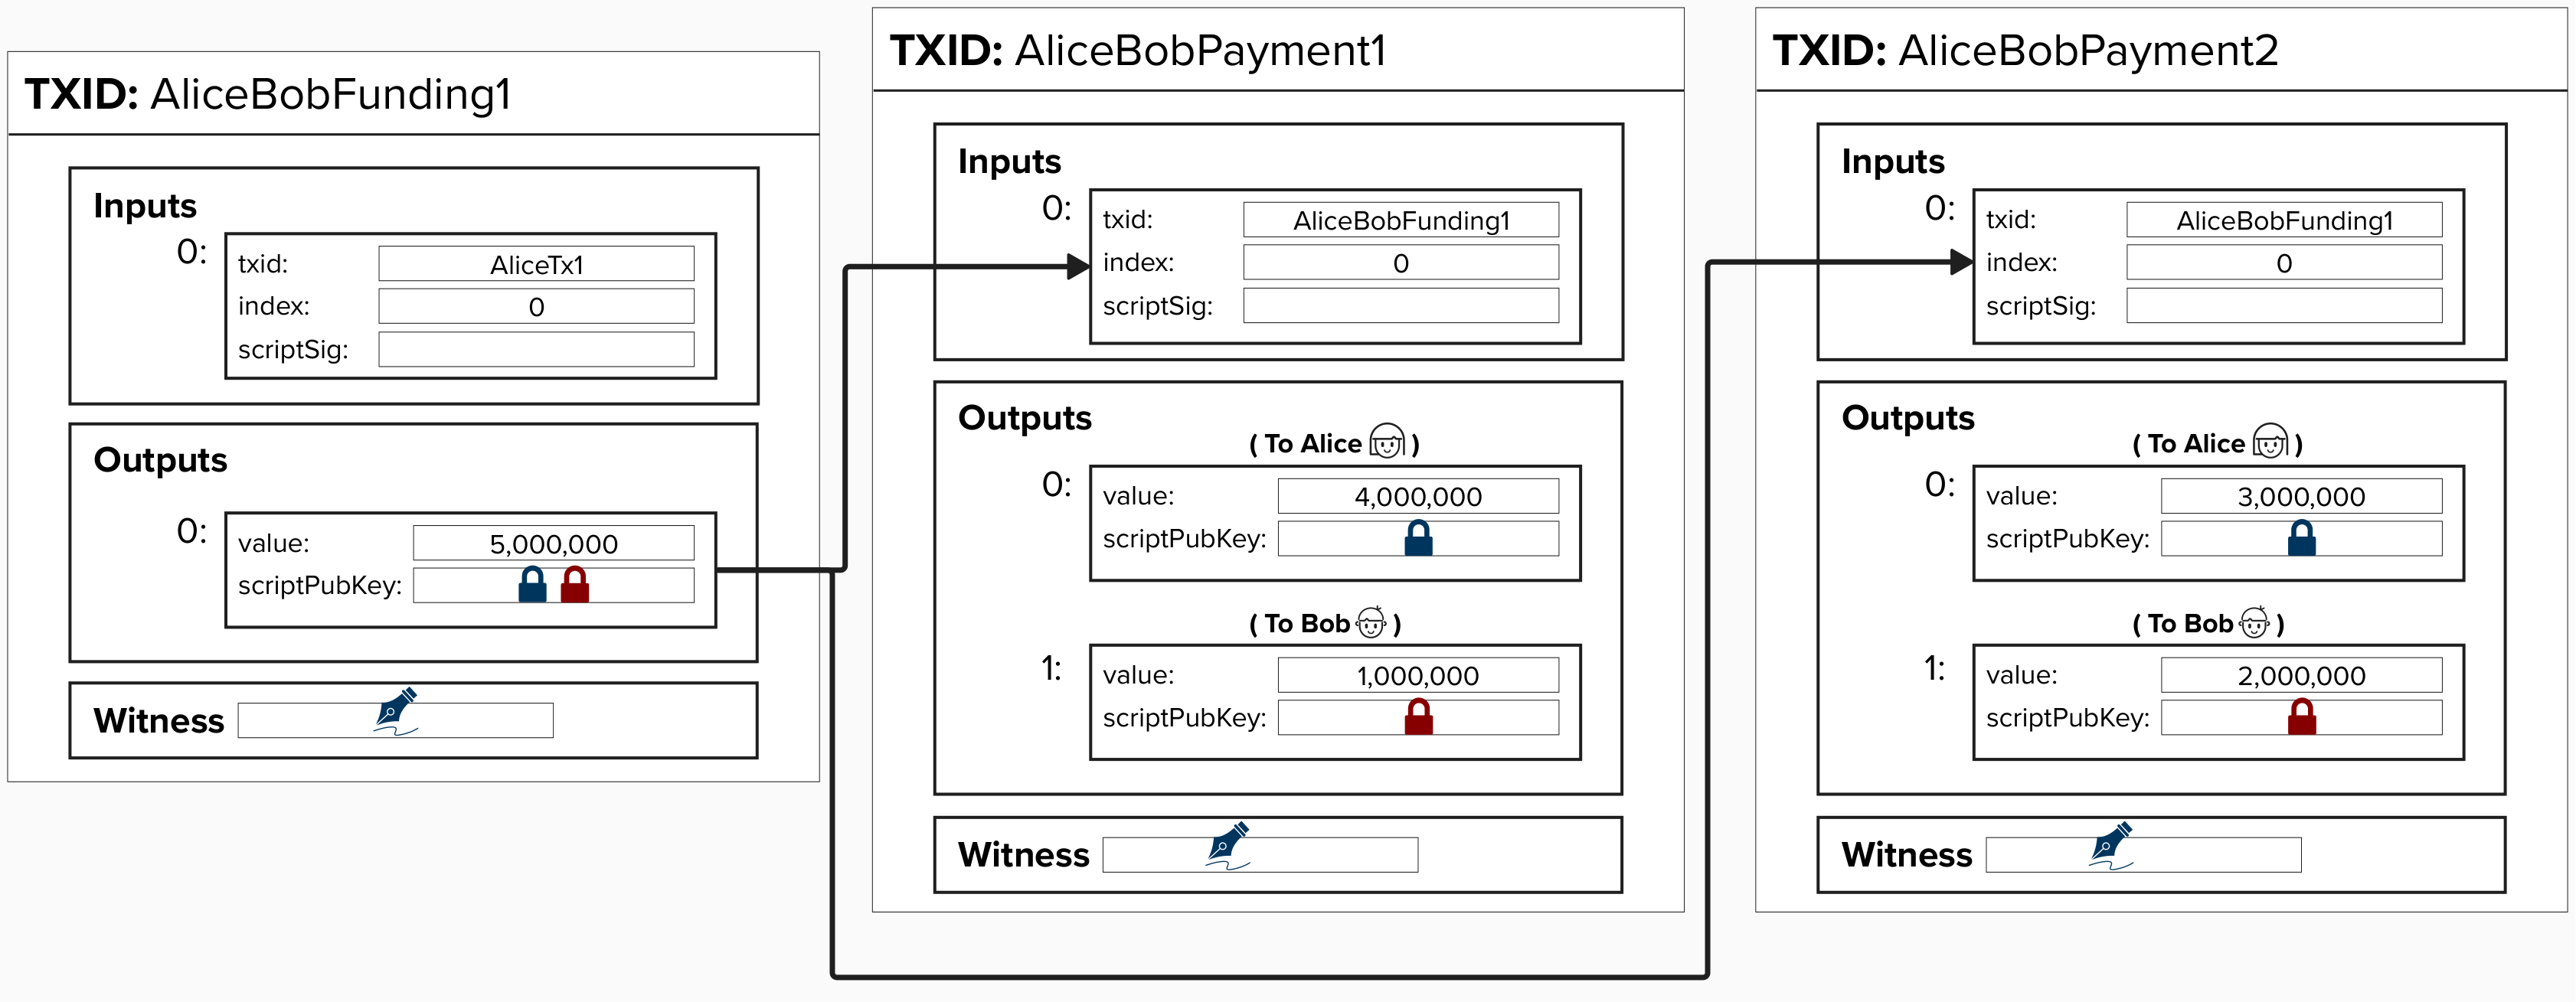 TXID: AliceBobFunding1
Inputs
0:
txid: AliceTx1
index: 0
scriptSig:
Outputs
0:
value: 5,000,000
scriptPubKey:
Witness
TXID: AliceBobPayment1
Inputs
0:
txid: AliceBobFunding1
index: 0
scriptSig:
Outputs
( To Alice )
0:
value: 4,000,000
scriptPubKey:
( To Bob )
1:
value: 1,000,000
scriptPubKey:
Witness
TXID: AliceBobPayment2
Inputs
0:
txid: AliceBobFunding1
index: 0
scriptSig:
Outputs
( To Alice )
0:
value: 3,000,000
scriptPubKey:
( To Bob )
1:
value: 2,000,000
scriptPubKey:
Witness